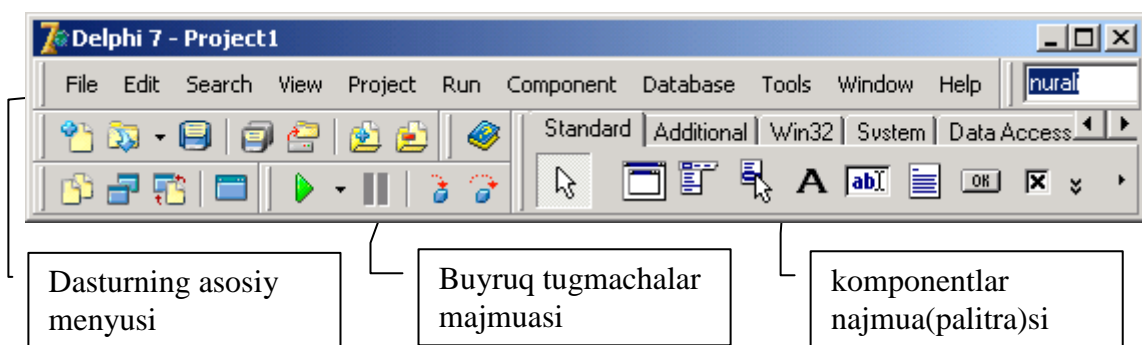 Delphi 7 - Project1
File Edit Search View Project Run Component Database Tools Window Help nurali
Standard Additional Win32 System Data Access
A abI OK
Dasturning asosiy
menyusi
Buyruq tugmachalar
majmuasi
komponentlar
najmua(palitra)si